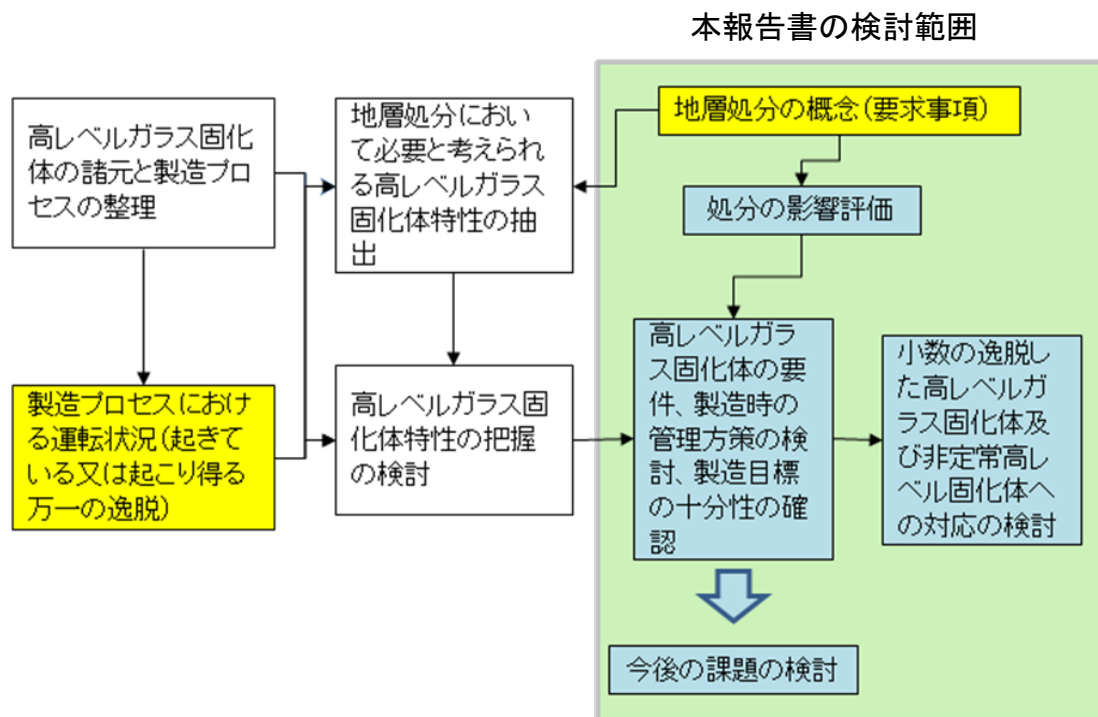 本報告書の検討範囲
高レベルガラス固化
体の諸元と製造プロ
セスの整理
地層処分におい
て必要と考えられ
る高レベルガラス
固化体特性の抽
出
地層処分の概念(要求事項)
処分の影響評価
製造プロセスにおけ
る運転状況(起きて
いる又は起こり得る
万一の逸脱)
高レベルガラス固
化体特性の把握
の検討
高レベルガラ
ス固化体の要
件、製造時の
管理方策の検
討、製造目標
の十分性の確
認
小数の逸脱し
た高レベルガ
ラス固化体及
び非定常高レ
ベル固化体へ
の対応の検討
今後の課題の検討